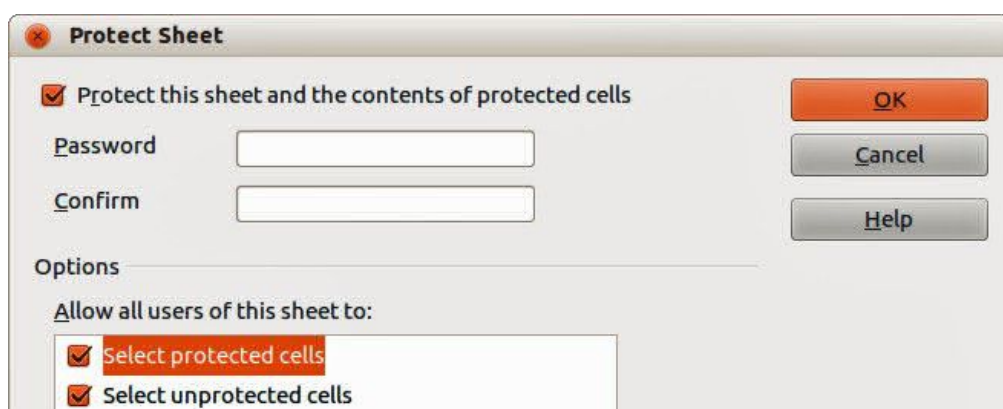 Protect Sheet
Protect this sheet and the contents of protected cells
OK
Password
Cancel
Confirm
Help
Options
Allow all users of this sheet to:
Select protected cells
Select unprotected cells